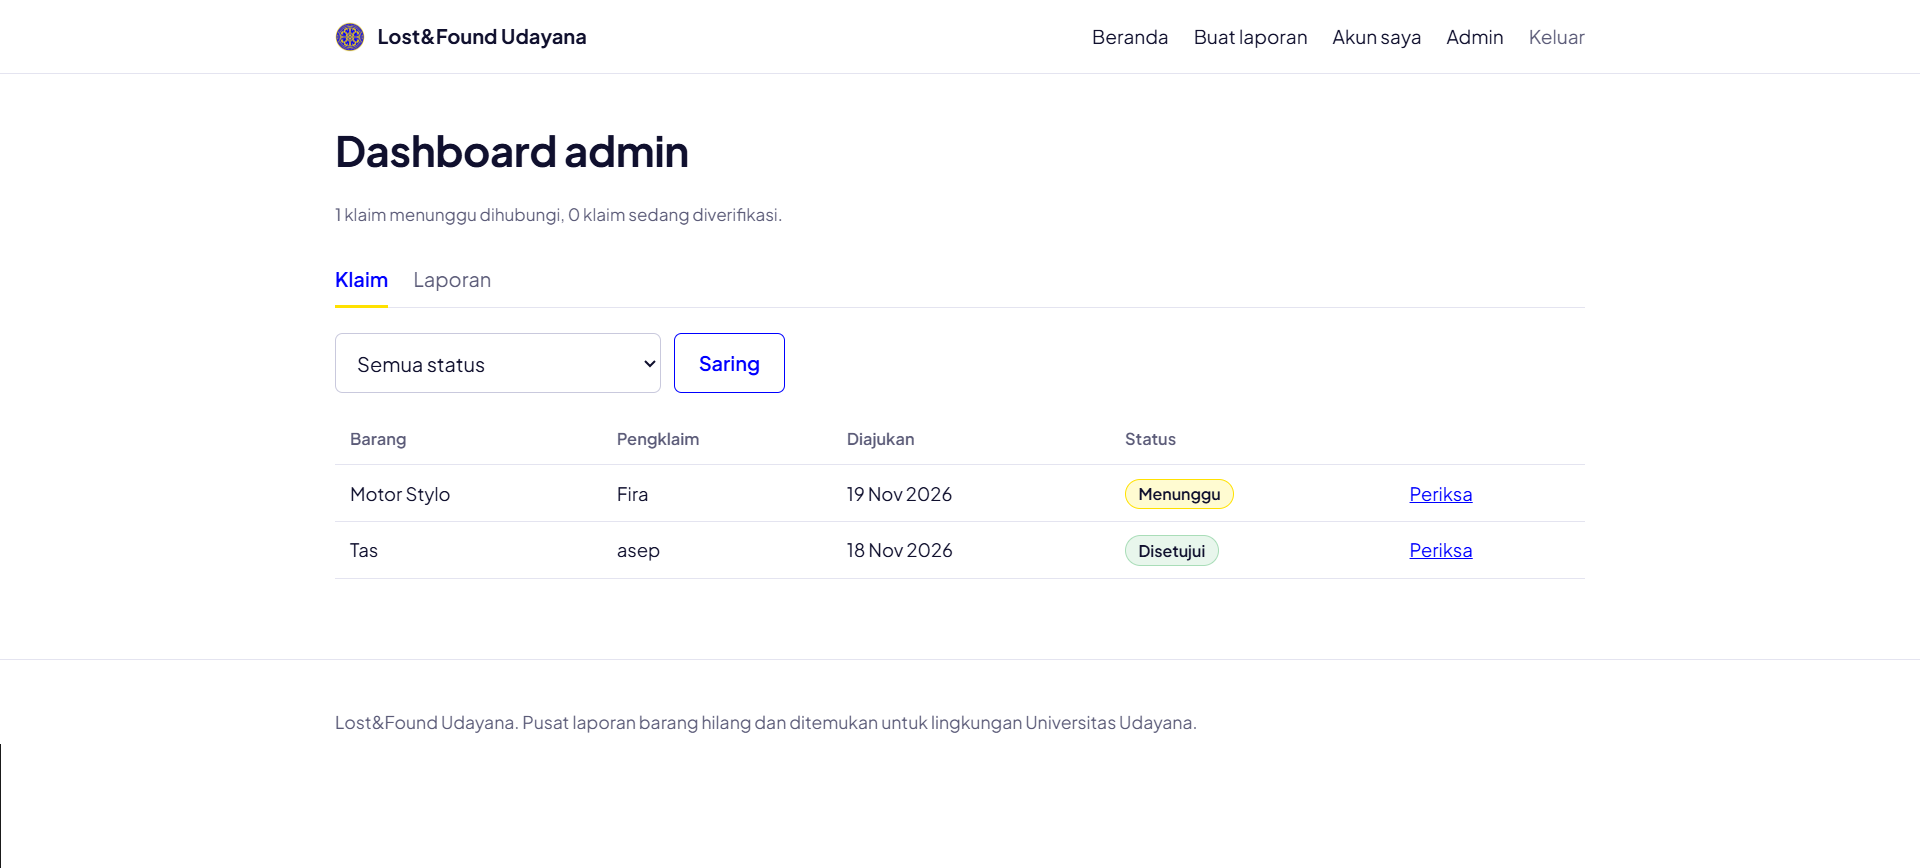 Lost&Found Udayana
Beranda Buat laporan Akun saya Admin Keluar
Dashboard admin
1 klaim menunggu dihubungi, 0 klaim sedang diverifikasi.
Klaim Laporan
Semua status Saring
Barang Pengklaim Diajukan Status
Motor Stylo Fira 19 Nov 2026 Menunggu Periksa
Tas asep 18 Nov 2026 Disetujui Periksa
Lost&Found Udayana. Pusat laporan barang hilang dan ditemukan untuk lingkungan Universitas Udayana.